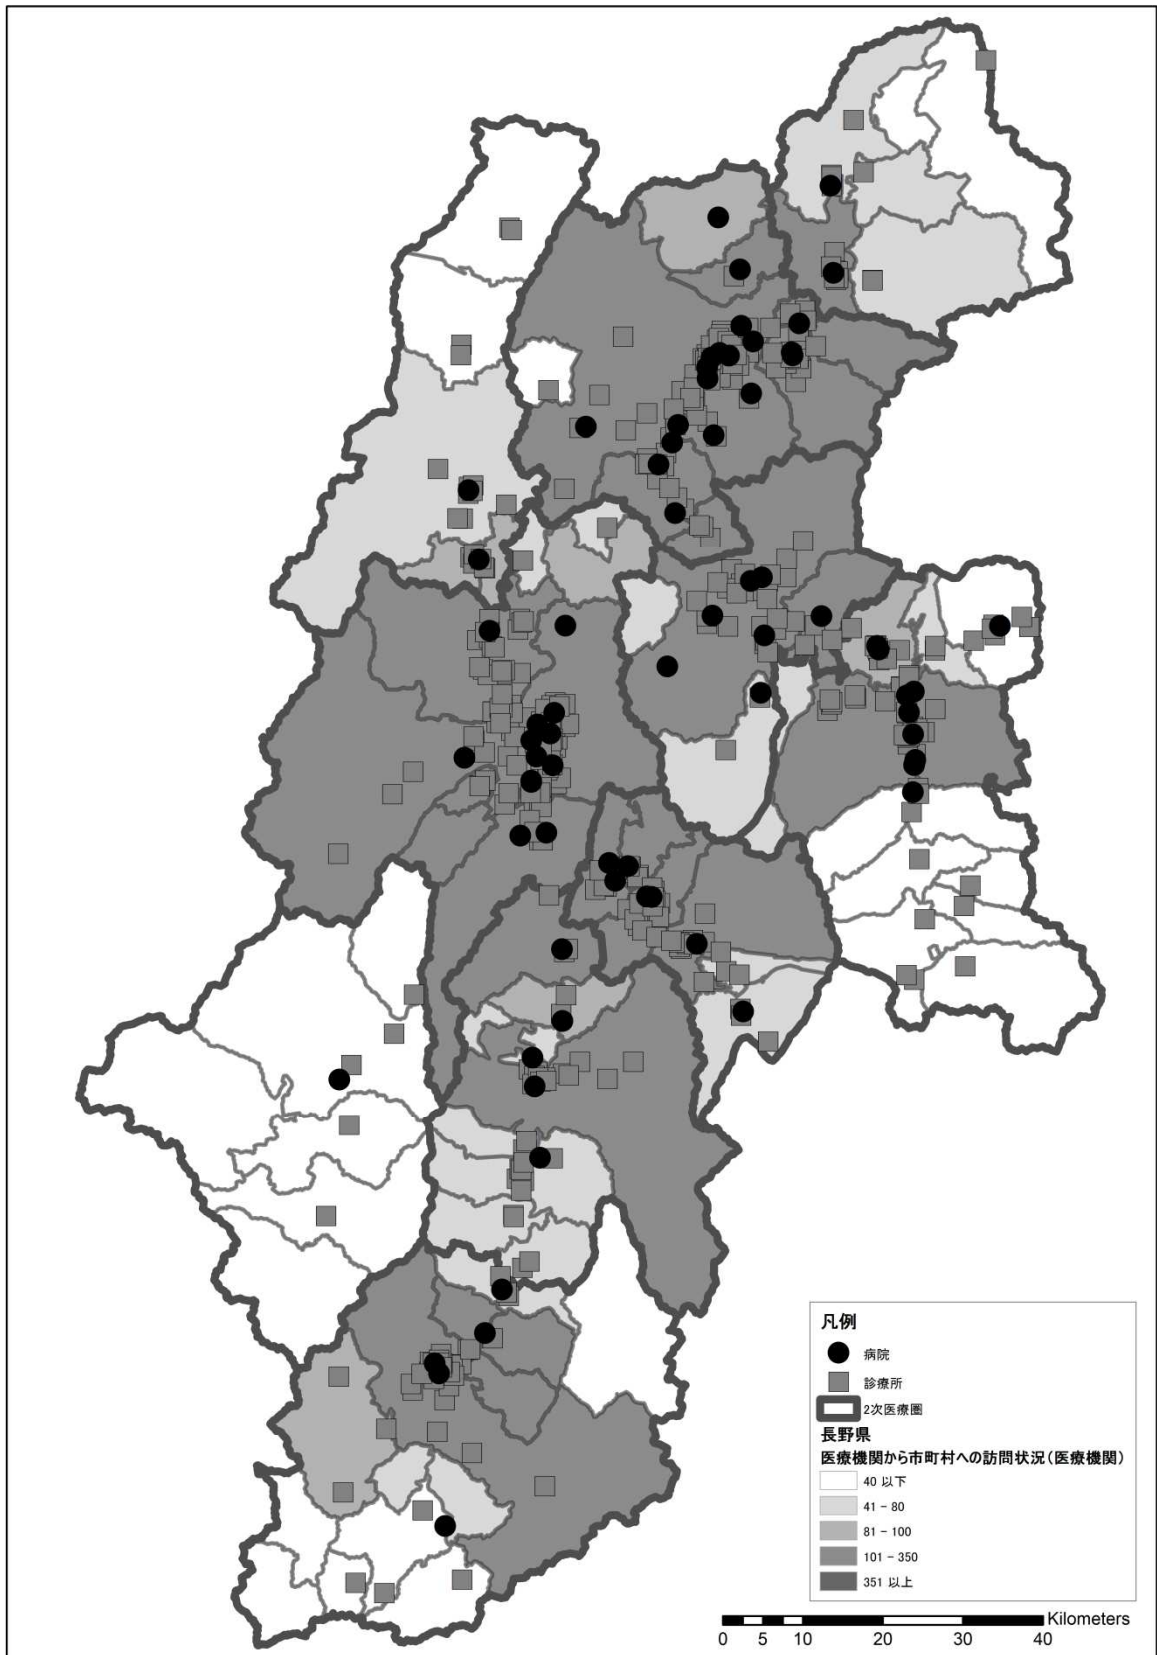 凡例
病院
診療所
2次医療圏
長野県
医療機関から市町村への訪問状況(医療機関)
40 以下
41 - 80
81 - 100
101 - 350
351 以上
Kilometers
0 5 10 20 30 40